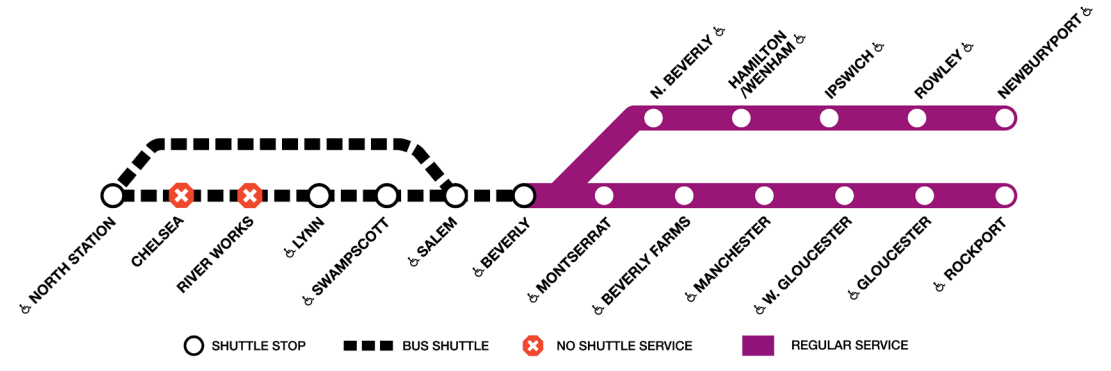 N. BEVERLY
HAMILTON
/WENHAM
IPSWICH
ROWLEY
NEWBURYPORT
NORTH STATION
CHELSEA
RIVER WORKS
LYNN
SWAMPSCOTT
SALEM
BEVERLY
MONTSERRAT
BEVERLY FARMS
MANCHESTER
W. GLOUCESTER
GLOUCESTER
ROCKPORT
SHUTTLE STOP
BUS SHUTTLE
NO SHUTTLE SERVICE
REGULAR SERVICE